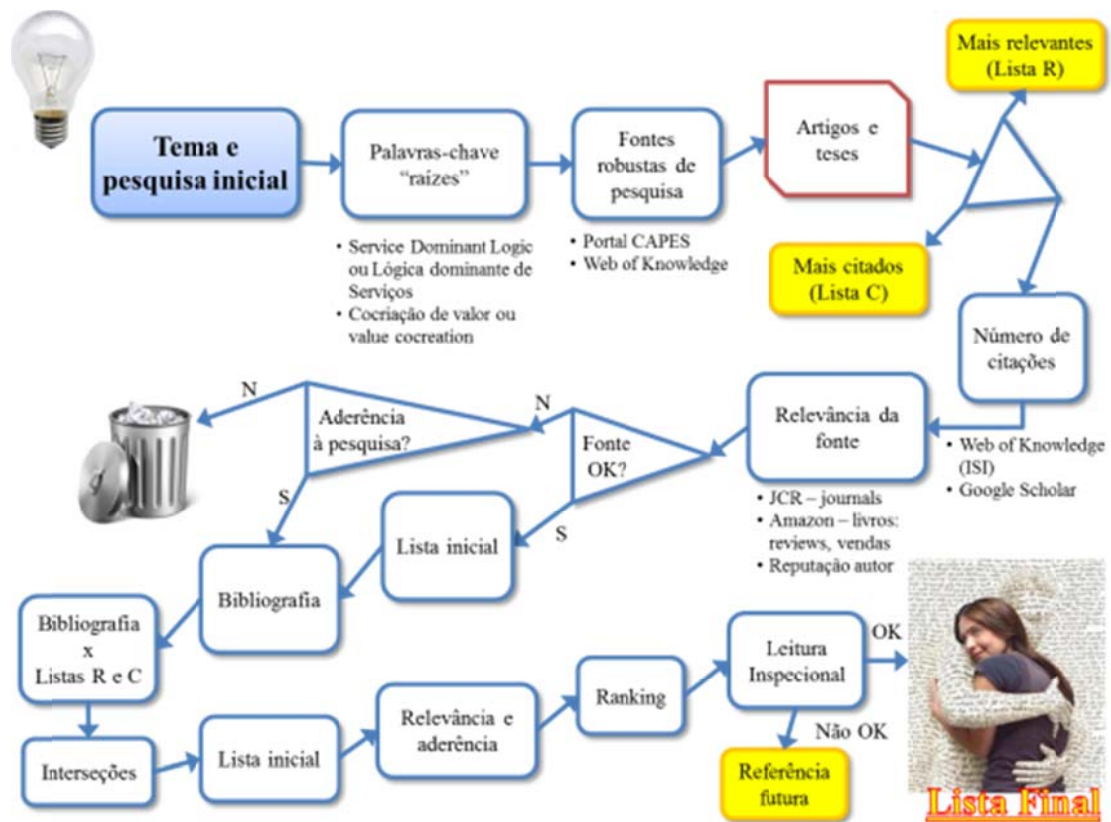 Tema e
pesquisa inicial
Palavras-chave
“raízes”
• Service Dominant Logic
ou Lógica dominante de
Serviços
• Cocriação de valor ou
value cocreation
Fontes
robustas de
pesquisa
• Portal CAPES
• Web of Knowledge
Artigos e
teses
Mais relevantes
(Lista R)
Mais citados
(Lista C)
Número de
citações
• Web of Knowledge
(ISI)
• Google Scholar
Relevância da
fonte
• JCR – journals
• Amazon – livros:
reviews, vendas
• Reputação autor
Fonte
OK?
N
S
Aderência
à pesquisa?
N
S
Lista inicial
Bibliografia
Bibliografia
x
Listas R e C
Interseções
Lista inicial
Relevância e
aderência
Ranking
Leitura
Inspecional
OK
Não OK
Referência
futura
Lista Final